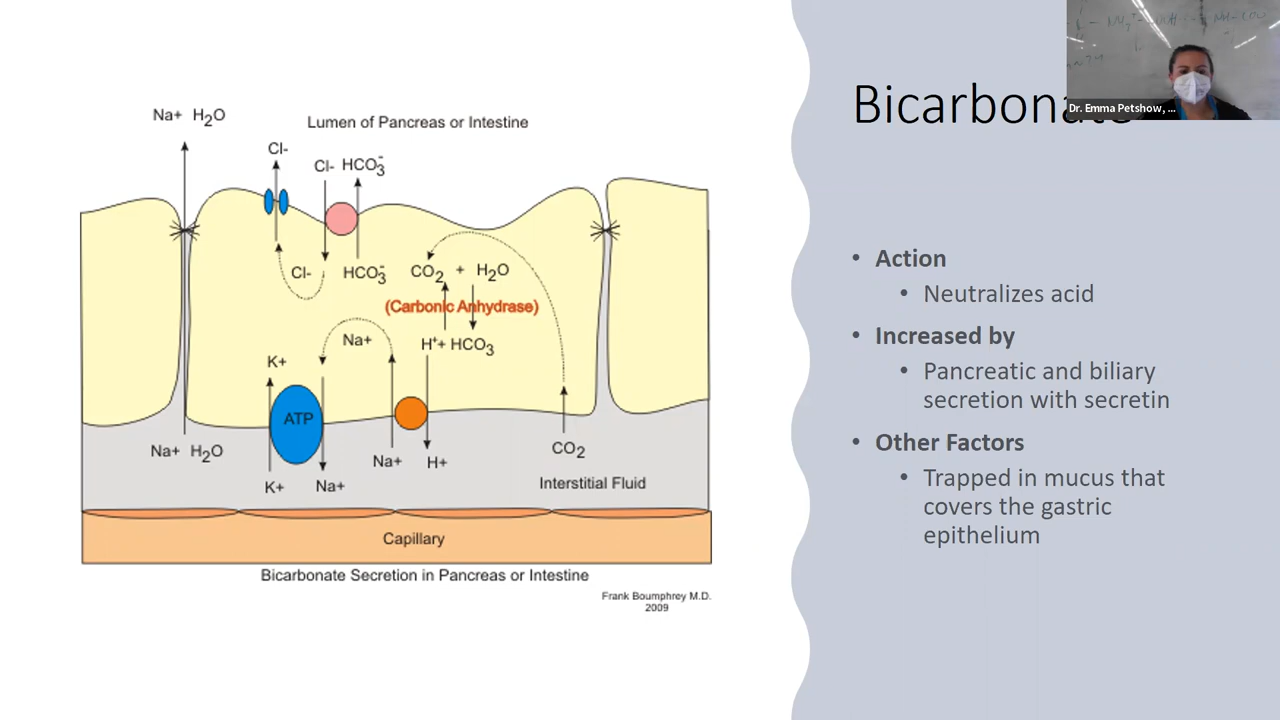 Na+ H2O
Lumen of Pancreas or Intestine
Cl-
Cl- HCO3-
Cl-
HCO3-
CO2 + H2O
(Carbonic Anhydrase)
Na+
H+ + HCO3
K+
ATP
Na+ H2O
Na+
H+
CO2
K+
Na+
Interstitial Fluid
Capillary
Bicarbonate Secretion in Pancreas or Intestine
Frank Boumphrey M.D.
2009
Bicarbonate
Dr. Emma Petshow, ...
• Action
• Neutralizes acid
• Increased by
• Pancreatic and biliary
secretion with secretin
• Other Factors
• Trapped in mucus that
covers the gastric
epithelium